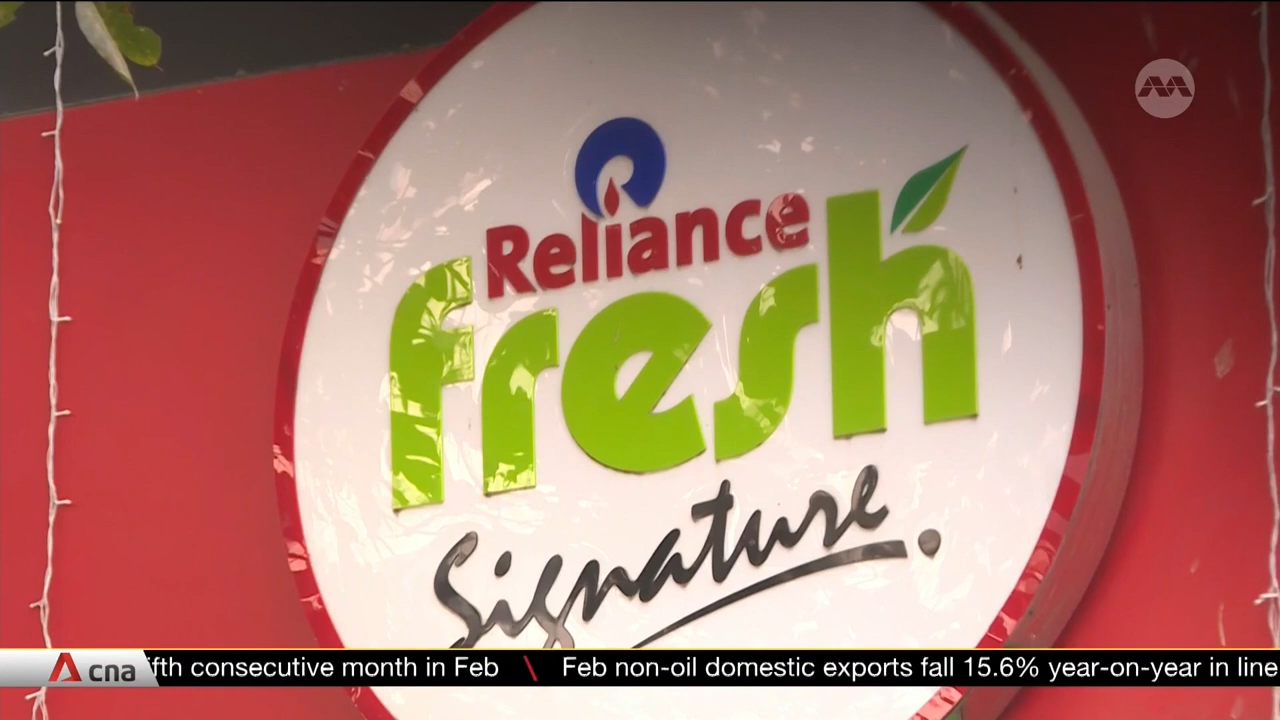 Reliance
fresh
Signature.
cna
ifth consecutive month in Feb \ Feb non-oil domestic exports fall 15.6% year-on-year in line